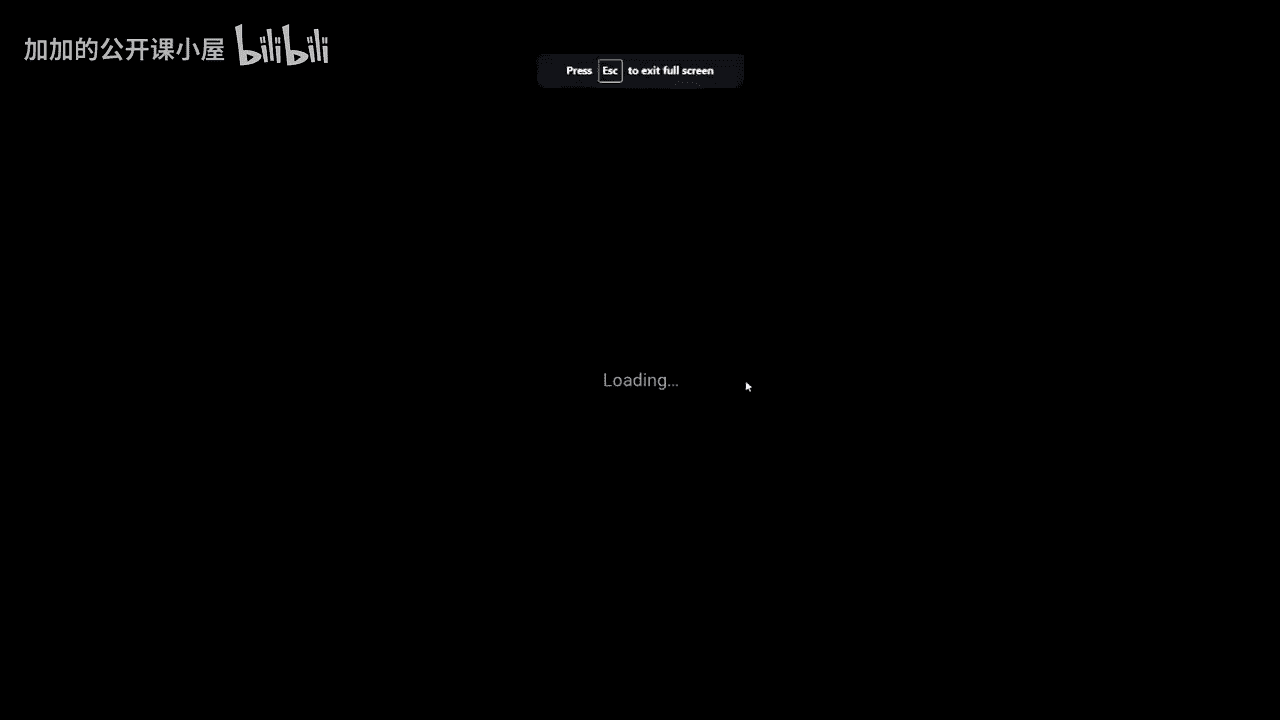 加加的公开课小屋 bilibili
Press Esc to exit full screen
Loading...